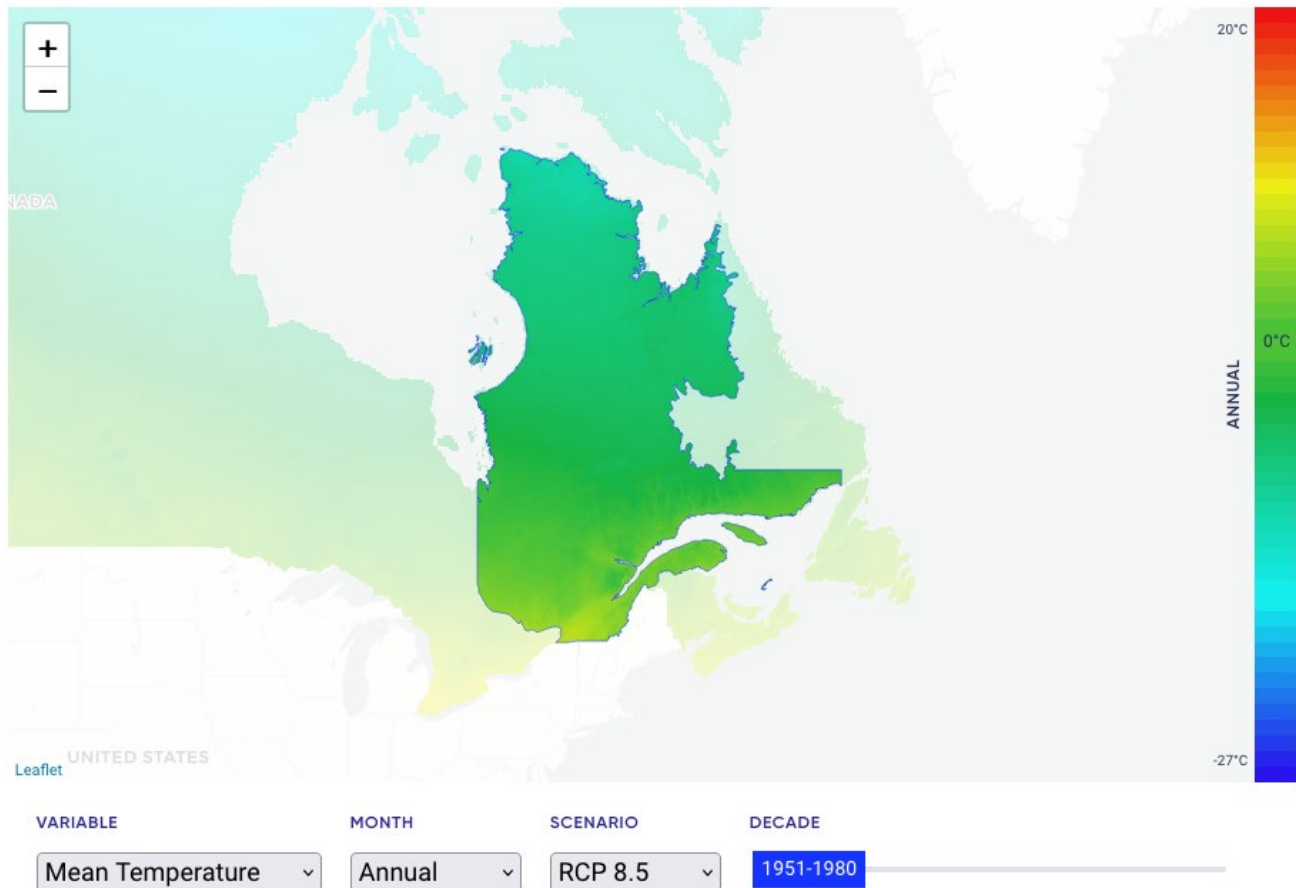 +
−
20°C
NADA
0°C
ANNUAL
UNITED STATES
Leaflet
-27°C
VARIABLE MONTH SCENARIO DECADE
Mean Temperature Annual RCP 8.5 1951-1980